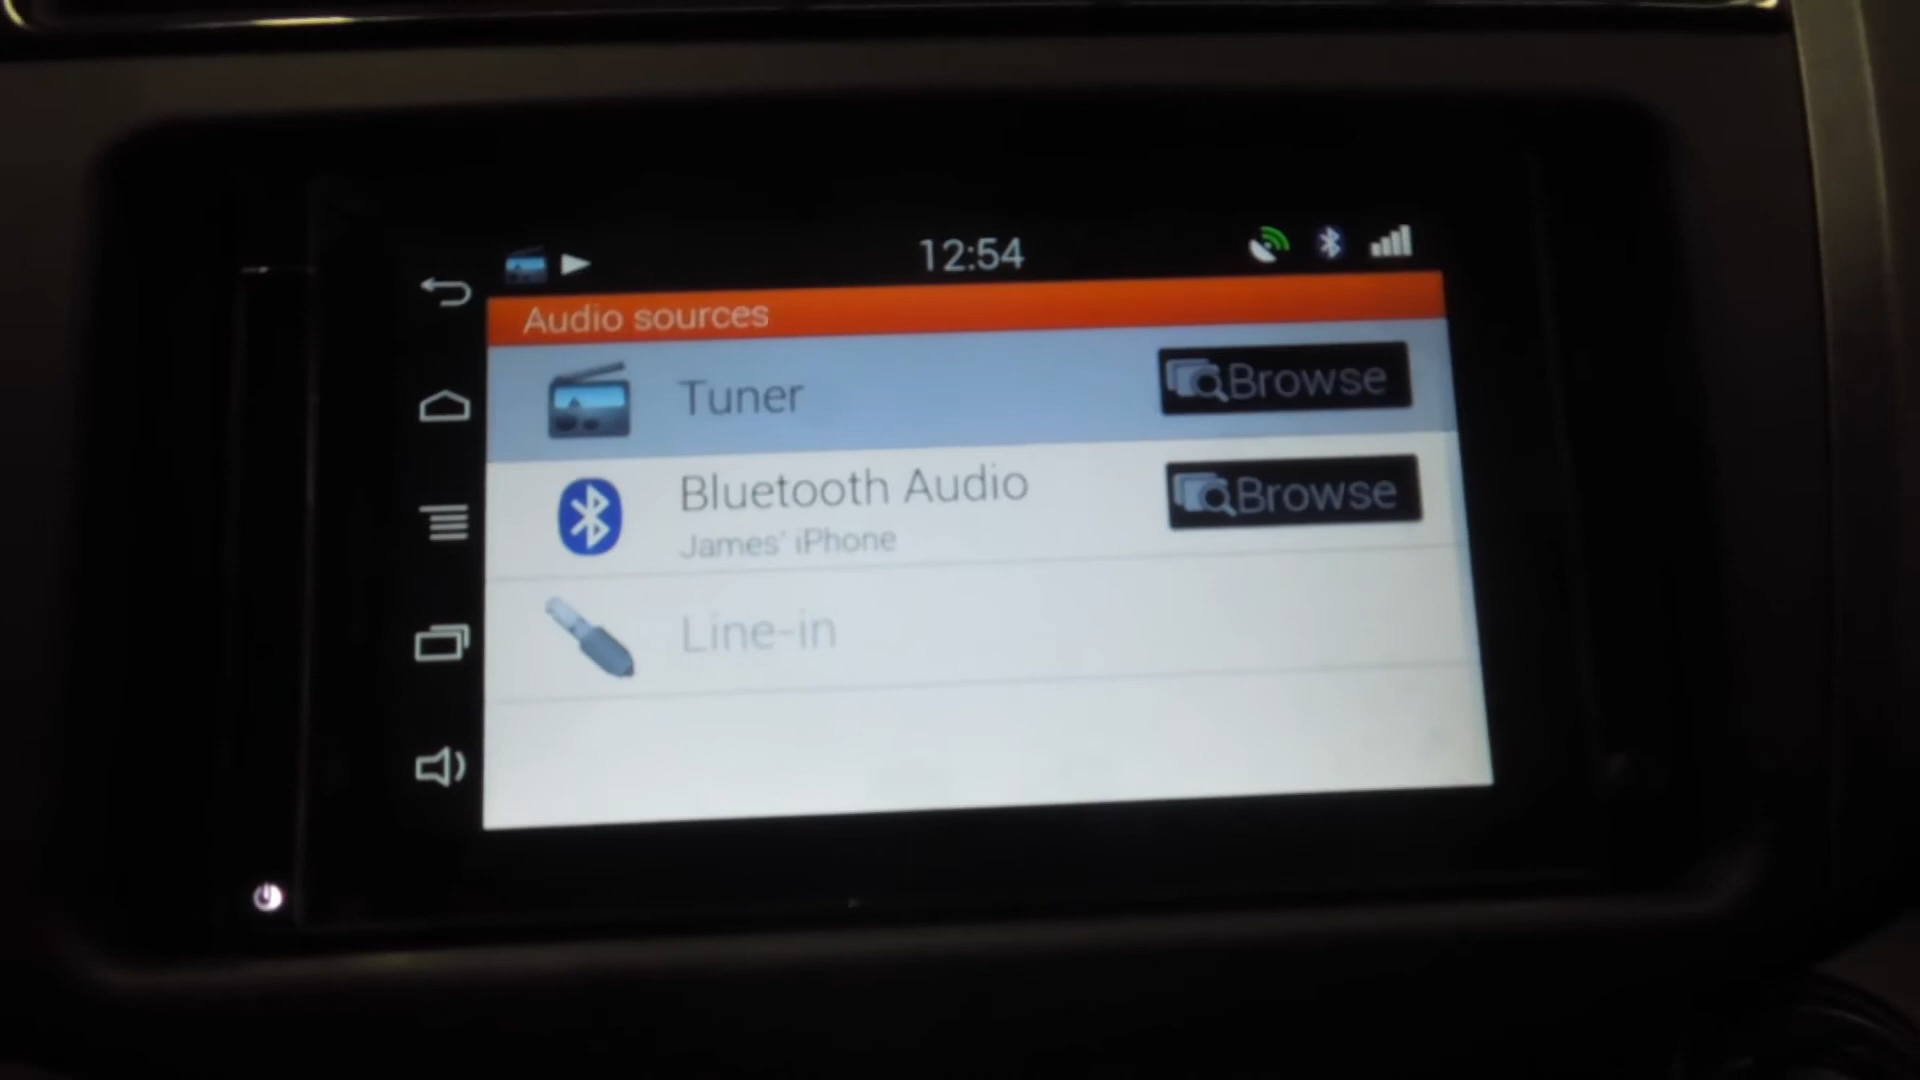 12:54
Audio sources
Tuner
Browse
Bluetooth Audio
Browse
James' iPhone
Line-in